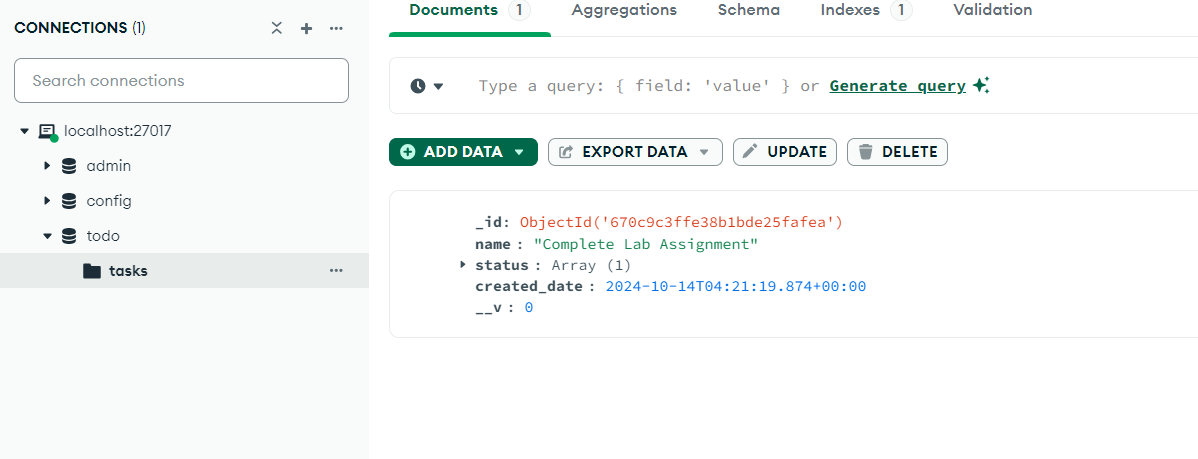 CONNECTIONS (1)
Search connections
localhost:27017
admin
config
todo
tasks
Documents 1 Aggregations Schema Indexes 1 Validation
Type a query: { field: 'value' } or Generate query
ADD DATA EXPORT DATA UPDATE DELETE
_id: ObjectId('670c9c3ffe38b1bde25fafea')
name : "Complete Lab Assignment"
status : Array (1)
created_date : 2024-10-14T04:21:19.874+00:00
__v : 0